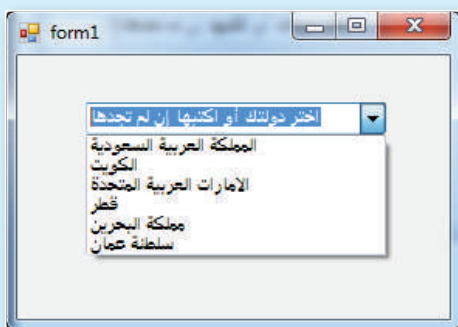 form1
اختر دولتك أو اكتبها إن لم تجدها
المملكة العربية السعودية
الكويت
الامارات العربية المتحدة
قطر
مملكة البحرين
سلطنة عمان